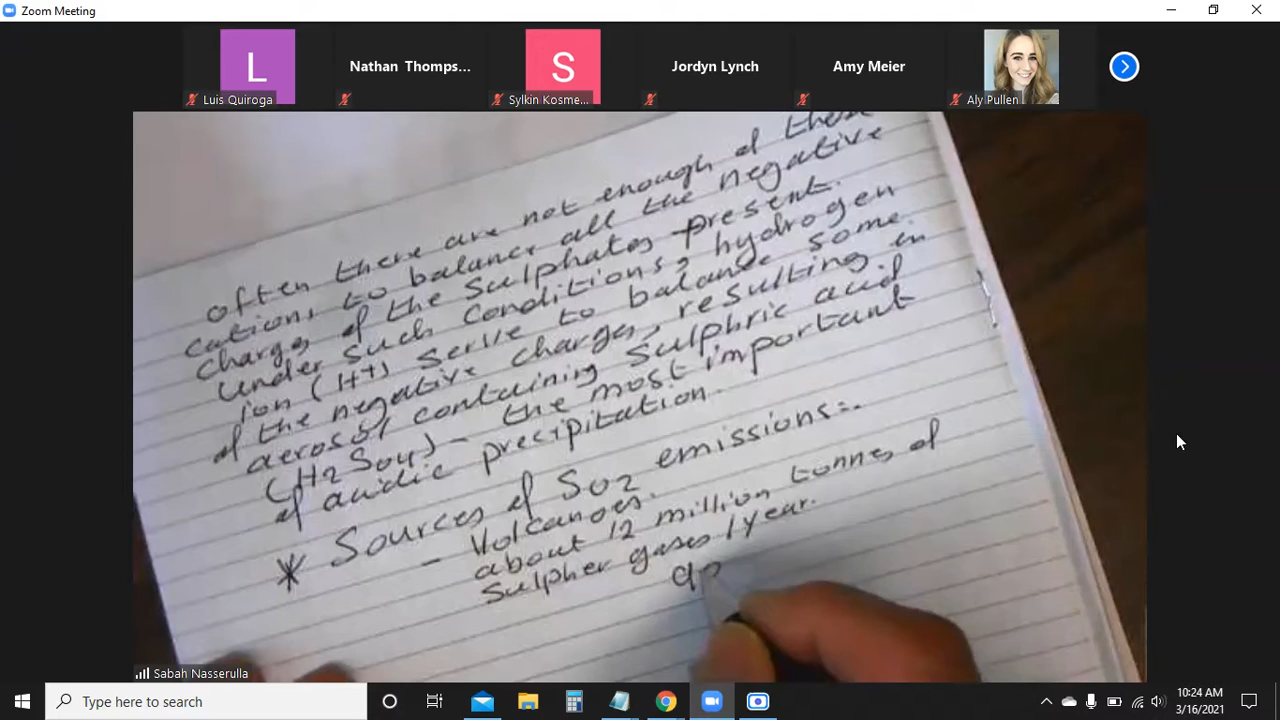 Zoom Meeting
L
Luis Quiroga
Nathan Thomps...
S
Sylkin Kosme...
Jordyn Lynch
Amy Meier
Aly Pullen
often there are not enough of these
cations to balance all the negative
charges of the sulphates present.
Under such conditions, hydrogen
ion (H+) serve to balance some
of the negative charges, resulting in
aerosol containing Sulphric acid
(H2SO4) - the most important
of acidic precipitation.
* Sources of SO2 emissions:-.
- Volcanoes.
about 12 million tonnes of
Sulpher gases / Year.
Sabah Nasserulla
Type here to search
10:24 AM
3/16/2021